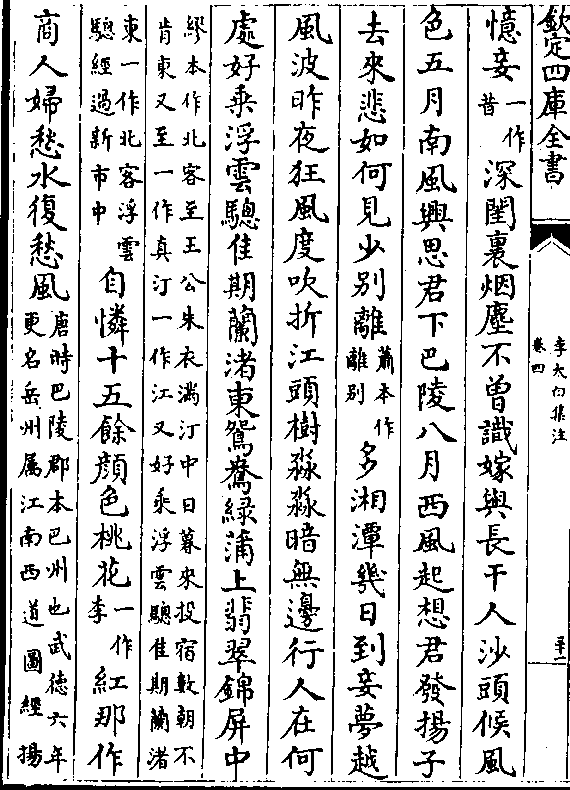 欽定四庫全書
李太白集注
卷四
憶妾一作昔深閨裏烟塵不曾識嫁與長干人沙頭候風
色五月南風興思君下巴陵八月西風起想君發揚子
去來悲如何見少别離蕭本作離别多湘潭幾日到妾夢越
風波昨夜狂風度吹折江頭樹淼淼暗無邊行人在何
處好乗浮雲驄佳期蘭渚東鴛鴦緑蒲上翡翠錦屏中
繆本作北客至王公朱衣滿汀中日暮來投宿數朝不
肯東又至一作真汀一作江又好乗浮雲驄佳期蘭渚
東一作北客浮雲驄經過新市中自憐十五餘顔色桃花一作李紅那作
商人婦愁水復愁風唐時巴陵郡本巴州也武德六年更名岳州属江南西道圖經揚